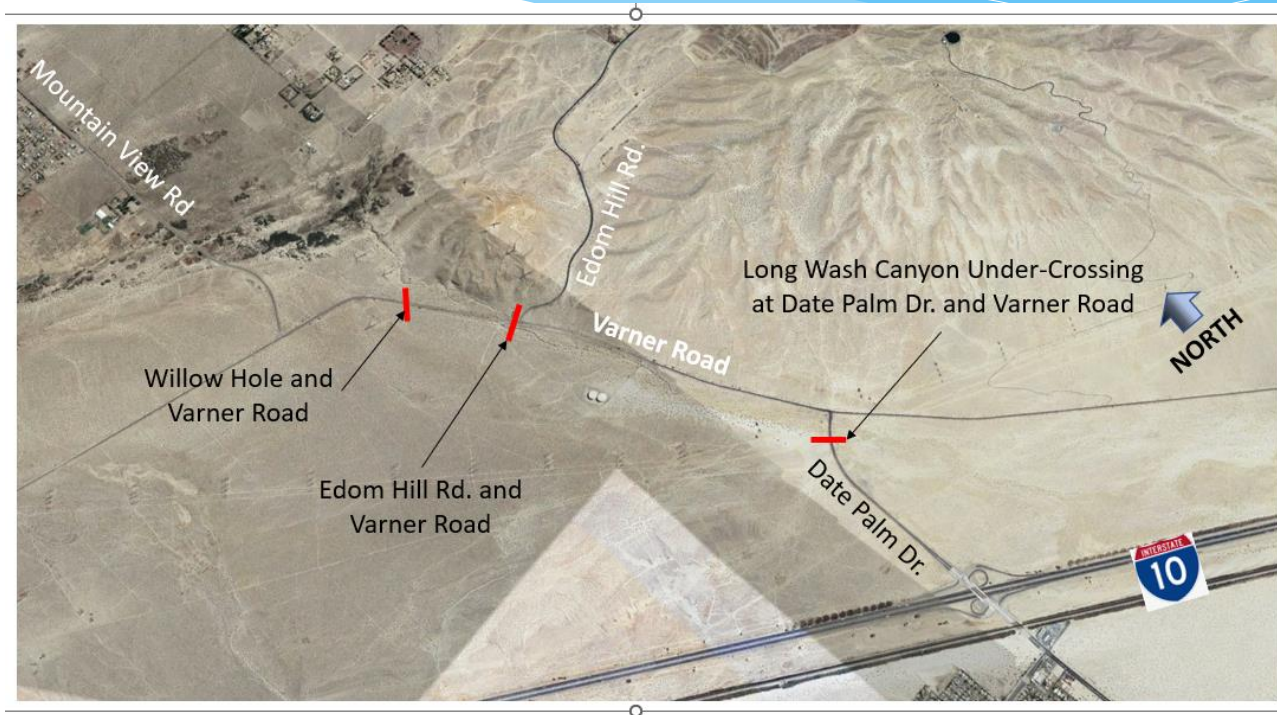 Mountain View Rd
Edom Hill Rd.
Long Wash Canyon Under-Crossing
at Date Palm Dr. and Varner Road
NORTH
Varner Road
Willow Hole and
Varner Road
Edom Hill Rd. and
Varner Road
Date Palm Dr.
INTERSTATE
10